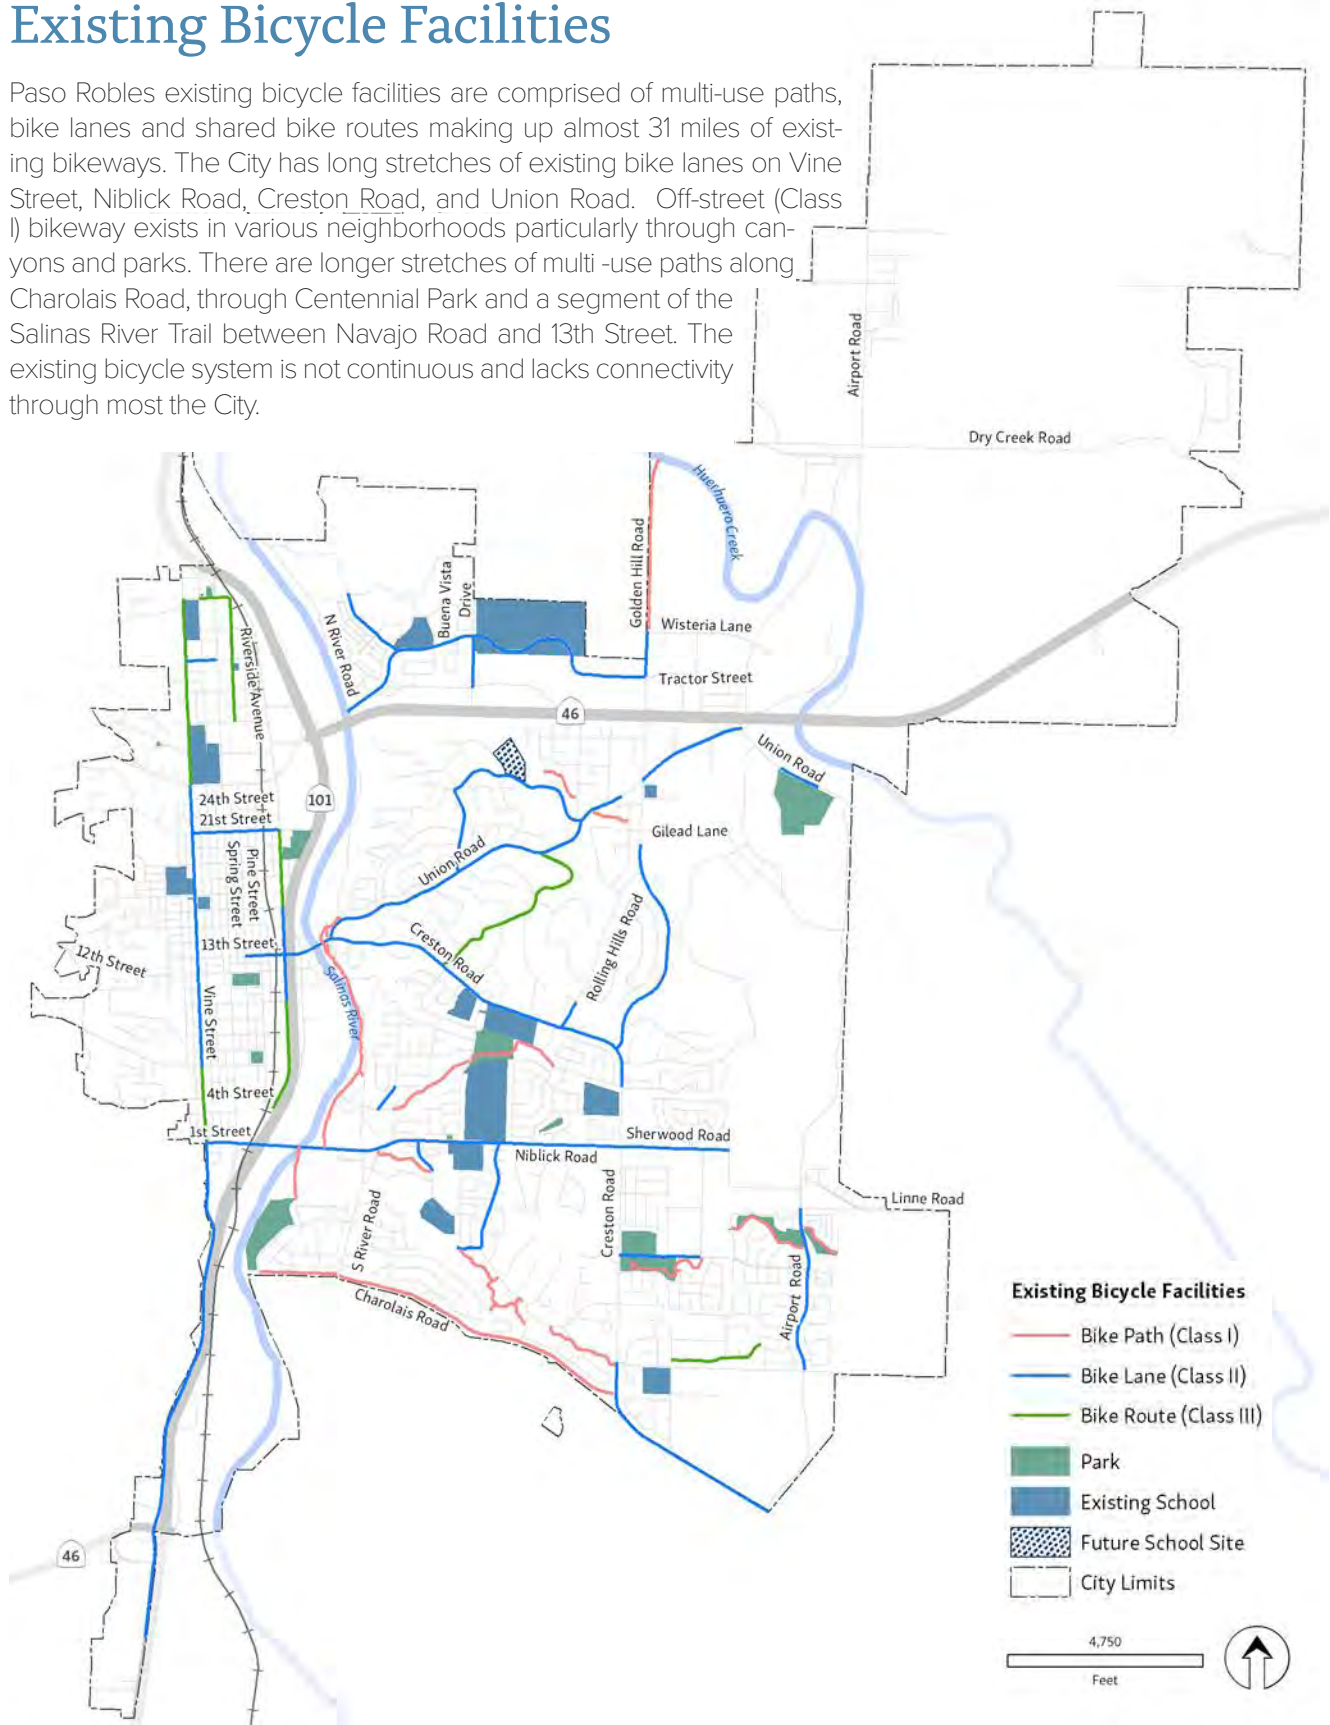 Existing Bicycle Facilities
Paso Robles existing bicycle facilities are comprised of multi-use paths,
bike lanes and shared bike routes making up almost 31 miles of exist-
ing bikeways. The City has long stretches of existing bike lanes on Vine
Street, Niblick Road, Creston Road, and Union Road. Off-street (Class
I) bikeway exists in various neighborhoods particularly through can-
yons and parks. There are longer stretches of multi -use paths along
Charolais Road, through Centennial Park and a segment of the
Salinas River Trail between Navajo Road and 13th Street. The
existing bicycle system is not continuous and lacks connectivity
through most the City.
Airport Road
Dry Creek Road
Huerhuero Creek
Golden Hill Road
Buena Vista
Drive
N River Road
Wisteria Lane
Riverside Avenue
Tractor Street
46
Union Road
24th Street
101
21st Street
Gilead Lane
Pine Street
Spring Street
Union Road
Creston Road
Rolling Hills Road
13th Street
12th Street
Salinas River
Vine Street
4th Street
1st Street
Sherwood Road
Niblick Road
Creston Road
S River Road
Linne Road
Airport Road
Charolais Road
Existing Bicycle Facilities
Bike Path (Class I)
Bike Lane (Class II)
Bike Route (Class III)
Park
Existing School
Future School Site
City Limits
46
4,750
Feet